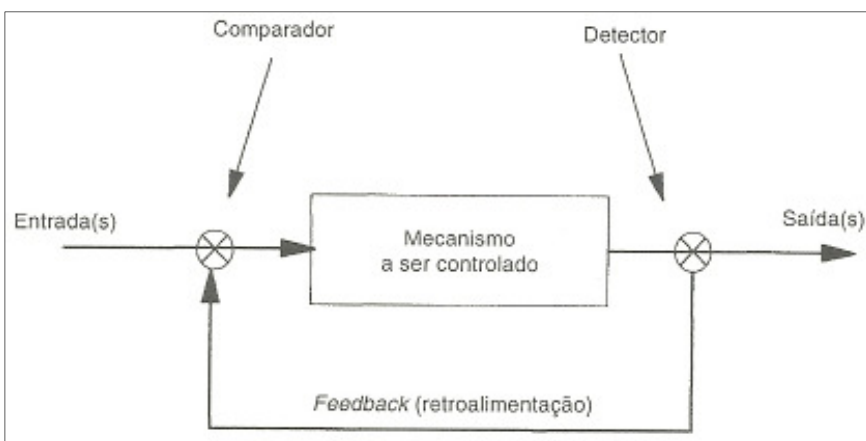 Comparador
Detector
Entrada(s)
Mecanismo
a ser controlado
Saída(s)
Feedback (retroalimentação)